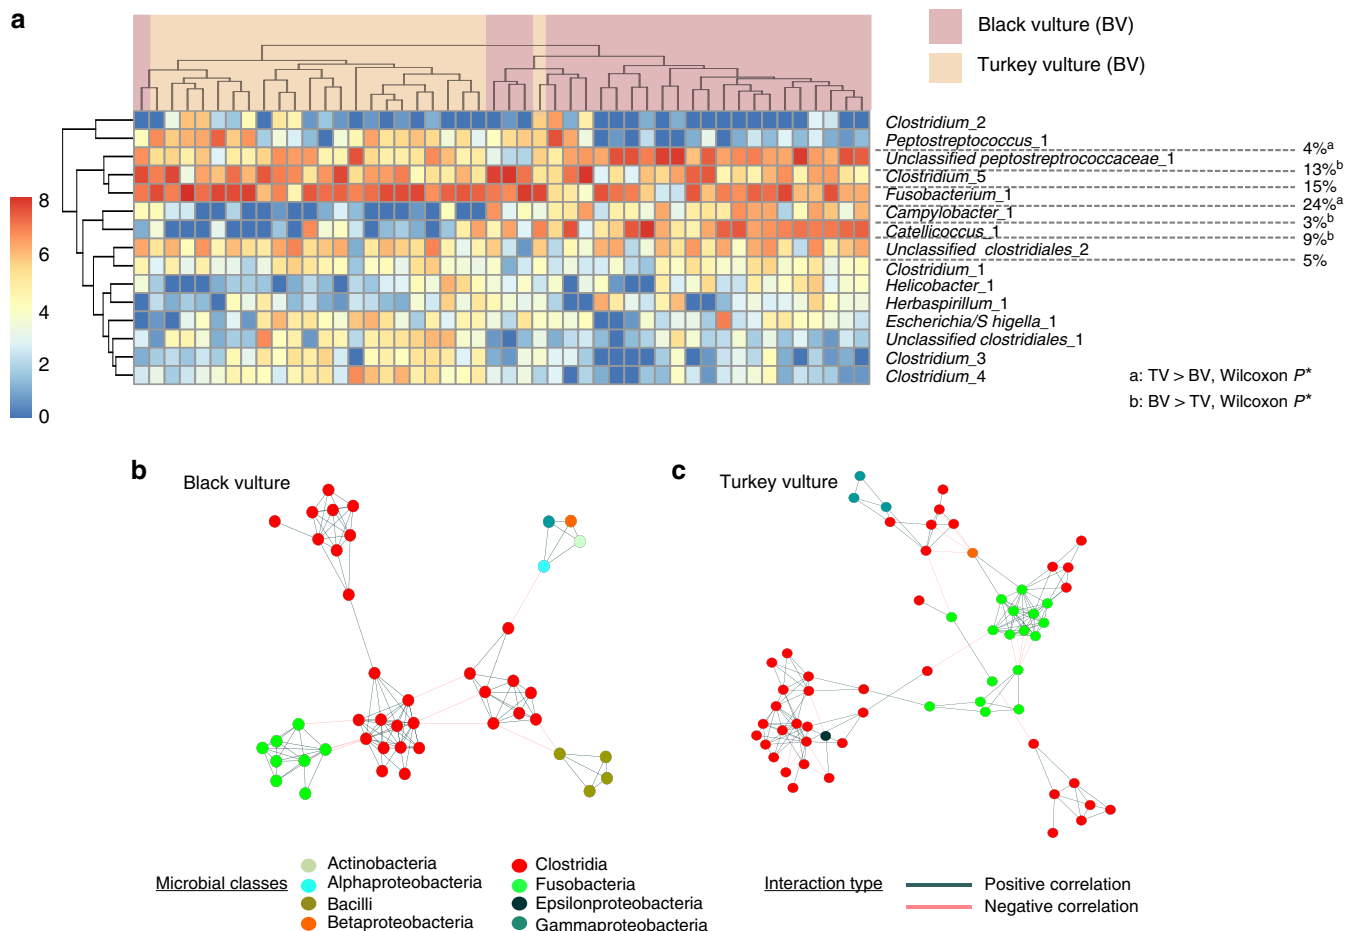 a
Black vulture (BV)
Turkey vulture (BV)
Clostridium_2
Peptostreptococcus_1
4%a
Unclassified peptostreptrococcaceae_1
13%b
Clostridium_5
15%
Fusobacterium_1
24%a
Campylobacter_1
3%b
Catellicoccus_1
9%b
Unclassified clostridiales_2
5%
Clostridium_1
Helicobacter_1
Herbaspirillum_1
Escherichia/S higella_1
Unclassified clostridiales_1
Clostridium_3
Clostridium_4
8
6
4
2
0
a: TV > BV, Wilcoxon P*
b: BV > TV, Wilcoxon P*
b
Black vulture
c
Turkey vulture
Microbial classes
Actinobacteria
Alphaproteobacteria
Bacilli
Betaproteobacteria
Clostridia
Fusobacteria
Epsilonproteobacteria
Gammaproteobacteria
Interaction type
Positive correlation
Negative correlation